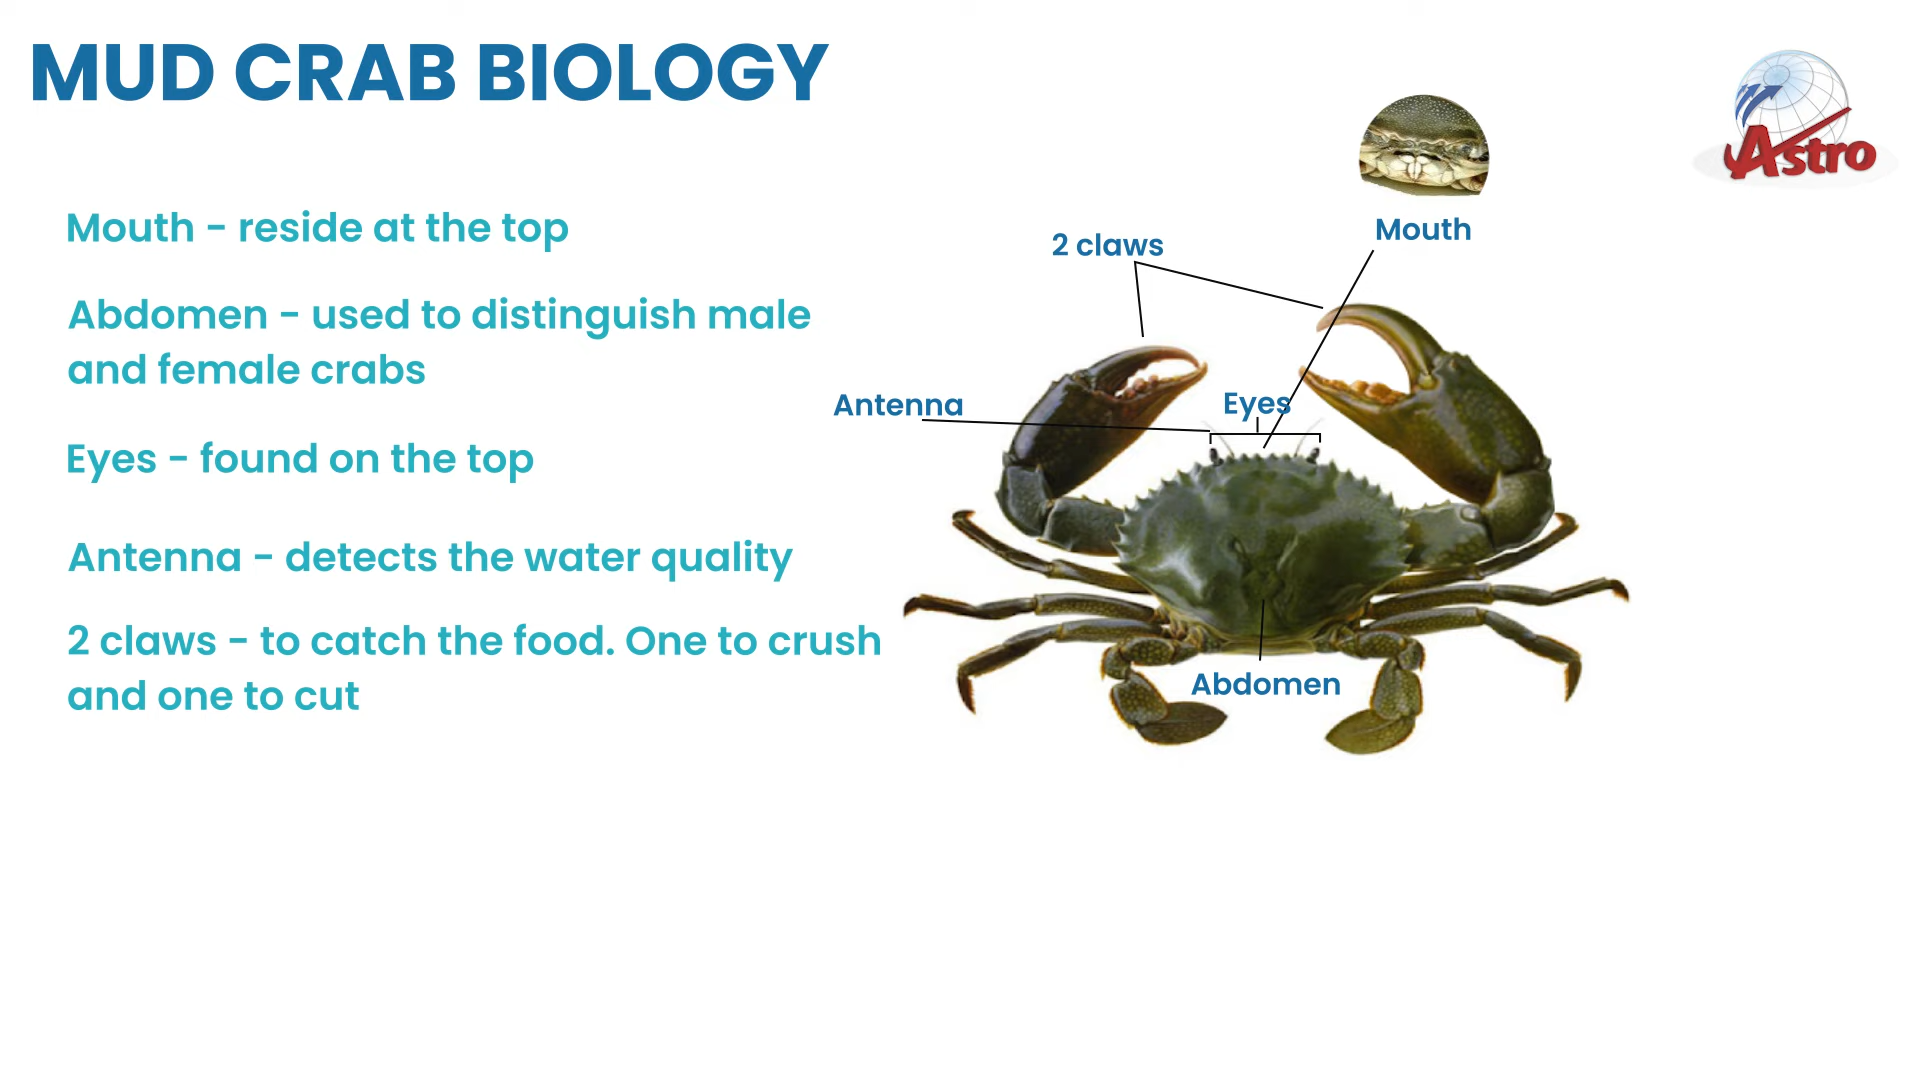 MUD CRAB BIOLOGY
Astro
Mouth - reside at the top
Abdomen - used to distinguish male
and female crabs
Eyes - found on the top
Antenna - detects the water quality
2 claws - to catch the food. One to crush
and one to cut
Mouth
2 claws
Antenna
Eyes
Abdomen